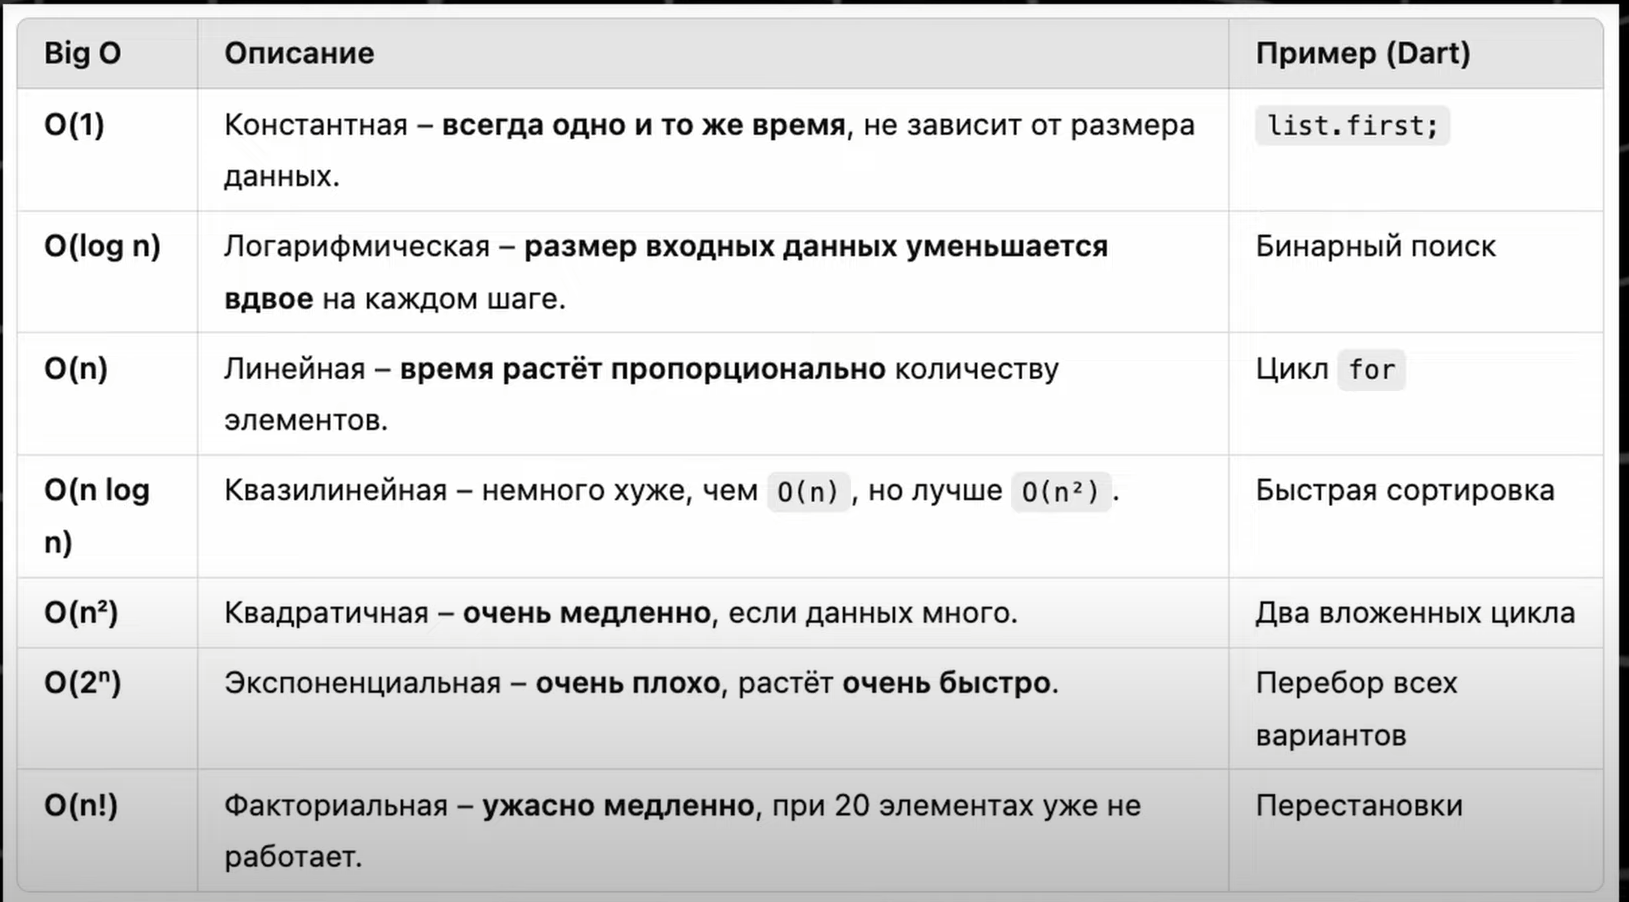 Big O Описание Пример (Dart)
O(1) Константная – всегда одно и то же время, не зависит от размера list.first;
данных.
O(log n) Логарифмическая – размер входных данных уменьшается Бинарный поиск
вдвое на каждом шаге.
O(n) Линейная – время растёт пропорционально количеству Цикл for
элементов.
O(n log Квазилинейная – немного хуже, чем O(n), но лучше O(n²). Быстрая сортировка
n)
O(n²) Квадратичная – очень медленно, если данных много. Два вложенных цикла
O(2ⁿ) Экспоненциальная – очень плохо, растёт очень быстро. Перебор всех
вариантов
O(n!) Факториальная – ужасно медленно, при 20 элементах уже не Перестановки
работает.